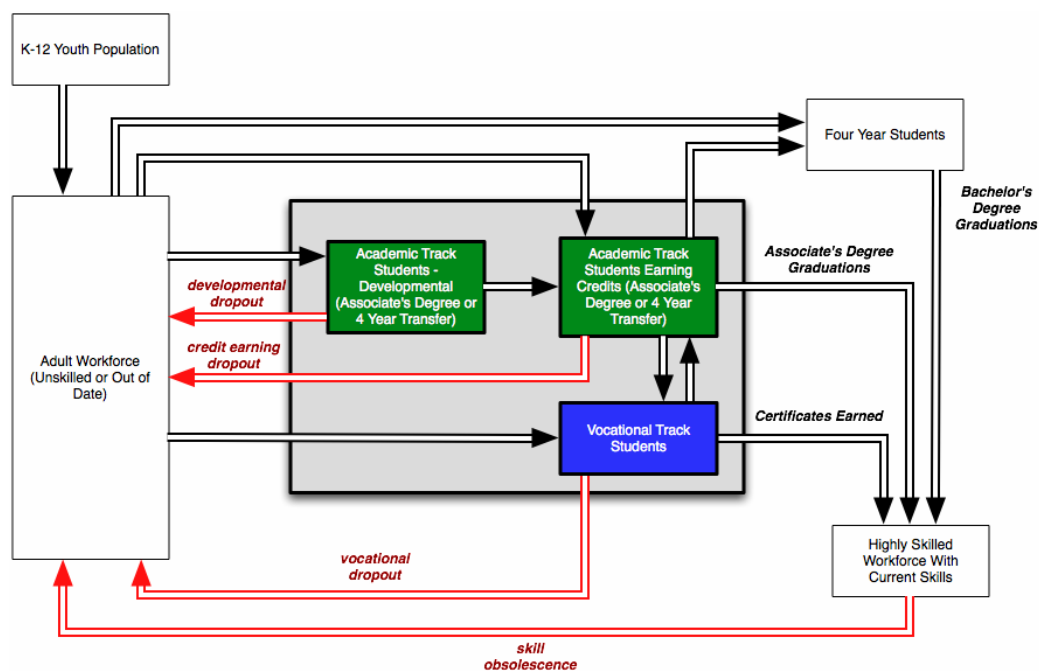 K-12 Youth Population
Four Year Students
Bachelor's
Degree
Graduations
Academic Track
Students -
Developmental
(Associate's Degree or
4 Year Transfer)
Academic Track
Students Earning
Credits (Associate's
Degree or 4 Year
Transfer)
Associate's Degree
Graduations
developmental
dropout
credit earning
dropout
Adult Workforce
(Unskilled or Out of
Date)
Vocational Track
Students
Certificates Earned
vocational
dropout
Highly Skilled
Workforce With
Current Skills
skill
obsolescence